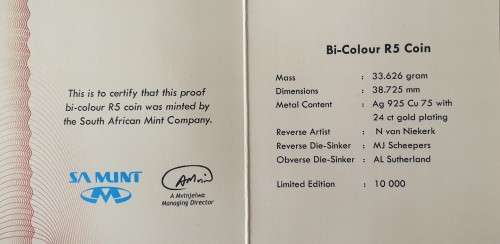 This is to certify that this proof
bi-colour R5 coin was minted by
the South African Mint Company.
SA MINT
A Mvinjelwa
Managing Director
Bi-Colour R5 Coin
Mass : 33.626 gram
Dimensions : 38.725 mm
Metal Content : Ag 925 Cu 75 with
24 ct gold plating
Reverse Artist : N van Niekerk
Reverse Die-Sinker : MJ Scheepers
Obverse Die-Sinker : AL Sutherland
Limited Edition : 10 000